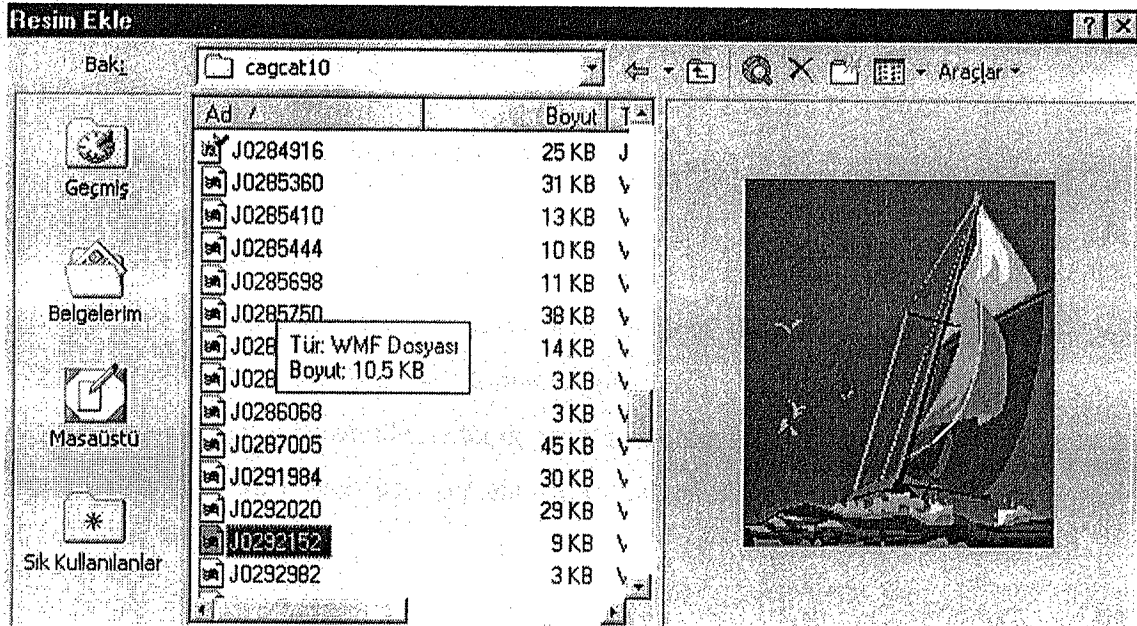 Resim Ekle
Bak:
cagcat10
Araçlar
Ad
Boyut
J0284916 25 KB J
J0285360 31 KB
J0285410 13 KB
J0285444 10 KB
J0285698 11 KB
J0285750 38 KB
J028 14 KB
J028 3 KB
Tür: WMF Dosyası
Boyut: 10,5 KB
J0286068 3 KB
J0287005 45 KB
J0291984 30 KB
J0292020 29 KB
J0292152 9 KB
J0292982 3 KB
Geçmiş
Belgelerim
Masaüstü
Sık Kullanılanlar